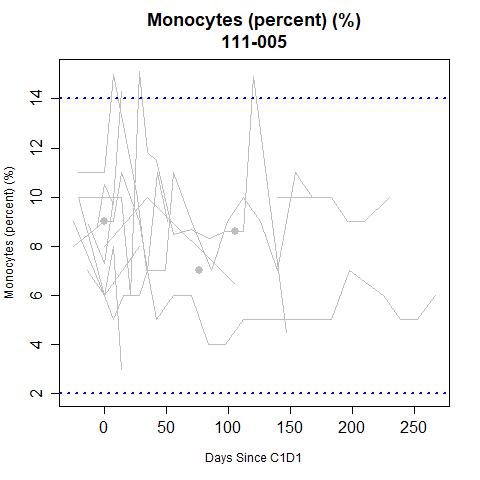 Monocytes (percent) (%)
111-005
Monocytes (percent) (%)
14
12
10
8
6
4
2
0 50 100 150 200 250
Days Since C1D1